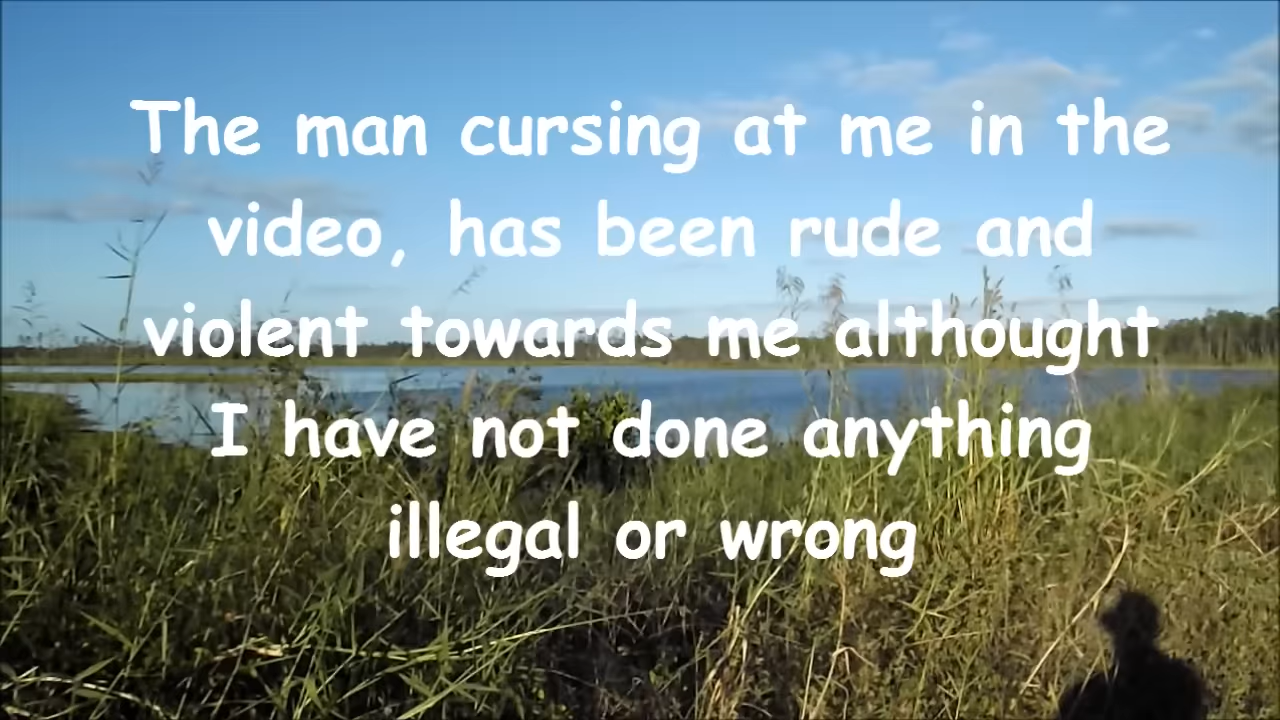 The man cursing at me in the
video, has been rude and
violent towards me althought
I have not done anything
illegal or wrong